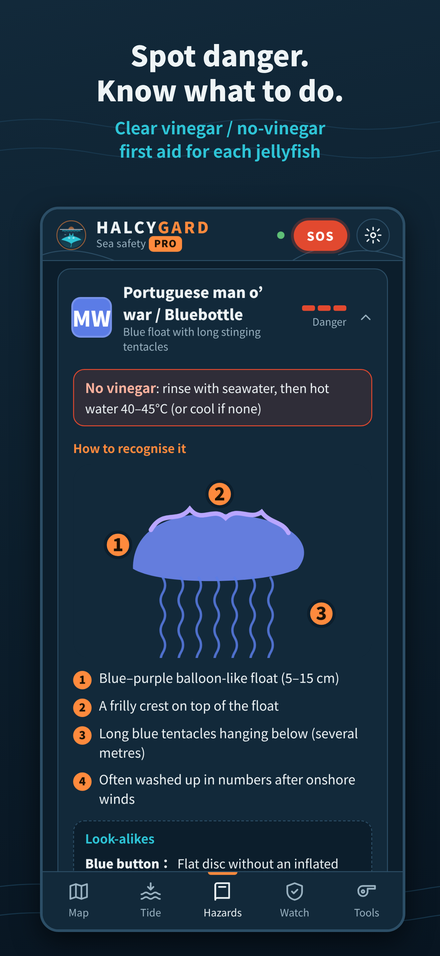 Spot danger.
Know what to do.
Clear vinegar / no-vinegar
first aid for each jellyfish
HALCYGARD
Sea safety PRO
SOS
MW
Portuguese man o’
war / Bluebottle
Blue float with long stinging
tentacles
Danger
No vinegar: rinse with seawater, then hot
water 40–45°C (or cool if none)
How to recognise it
2
1
3
1 Blue–purple balloon-like float (5–15 cm)
2 A frilly crest on top of the float
3 Long blue tentacles hanging below (several
metres)
4 Often washed up in numbers after onshore
winds
Look-alikes
Blue button： Flat disc without an inflated
Map
Tide
Hazards
Watch
Tools